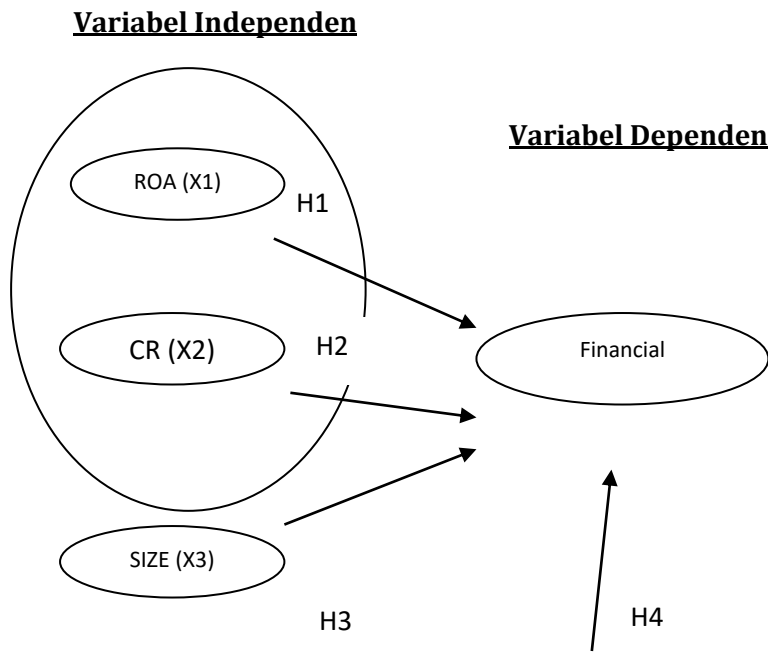 Variabel Independen
Variabel Dependen
ROA (X1)
H1
CR (X2)
H2
Financial
SIZE (X3)
H3
H4